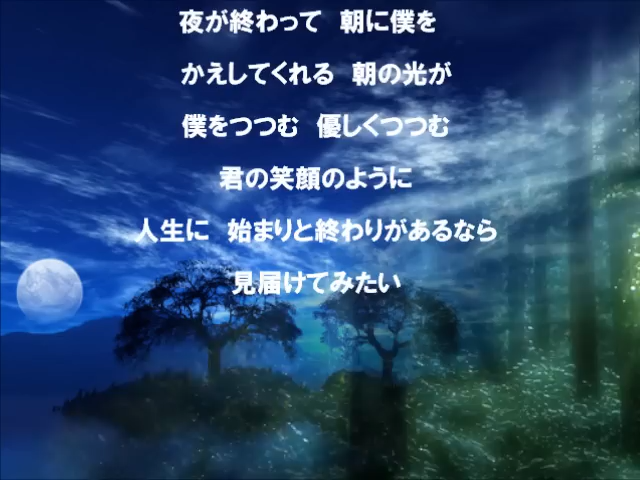 夜が終わって　朝に僕を
かえしてくれる　朝の光が
僕をつつむ　優しくつつむ
君の笑顔のように
人生に　始まりと終わりがあるなら
見届けてみたい